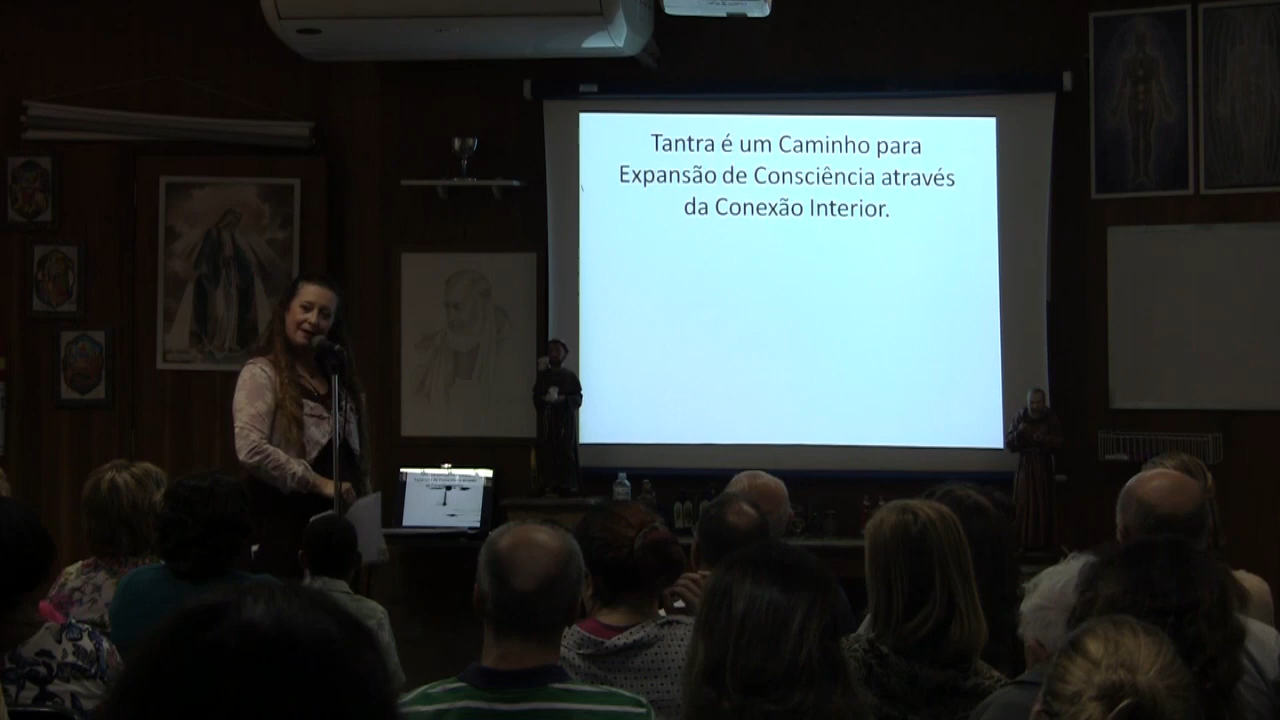 Tantra é um Caminho para
Expansão de Consciência através
da Conexão Interior.